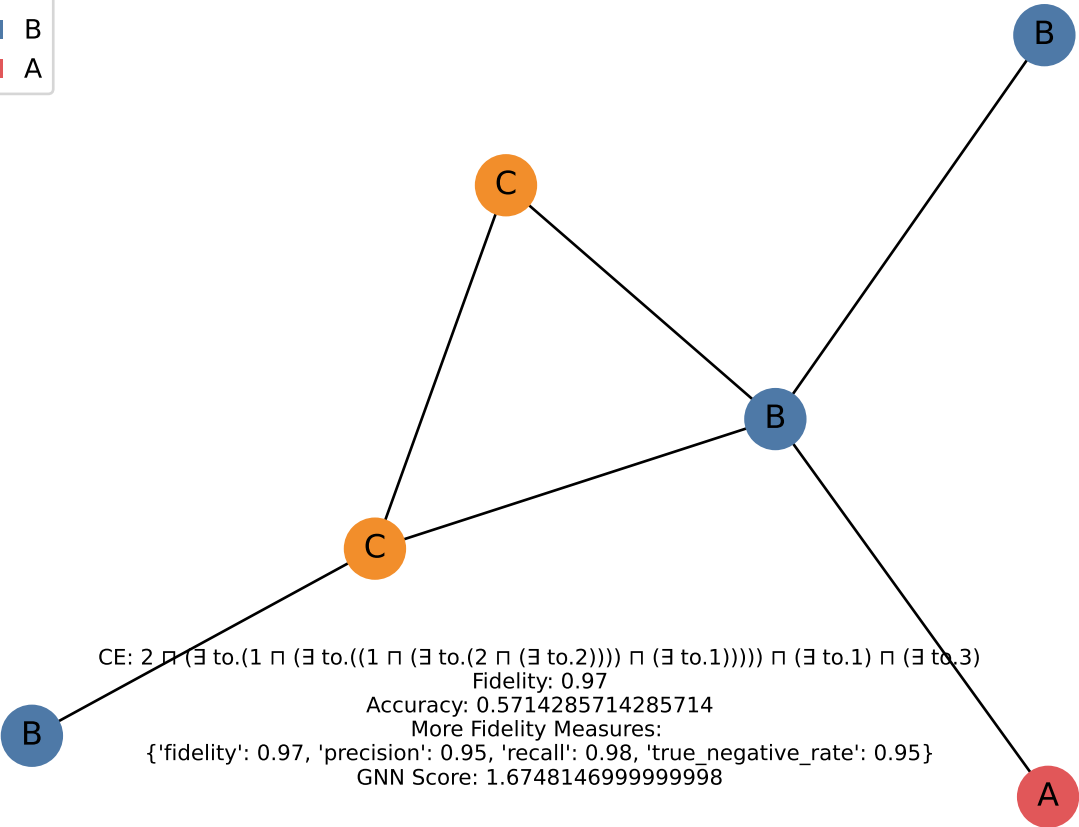 B
A
B
C
B
C
CE: 2 ⊓ (∃ to.(1 ⊓ (∃ to.((1 ⊓ (∃ to.(2 ⊓ (∃ to.2)))) ⊓ (∃ to.1))))) ⊓ (∃ to.1) ⊓ (∃ to.3)
Fidelity: 0.97
Accuracy: 0.5714285714285714
More Fidelity Measures:
B
{'fidelity': 0.97, 'precision': 0.95, 'recall': 0.98, 'true_negative_rate': 0.95}
GNN Score: 1.6748146999999998
A